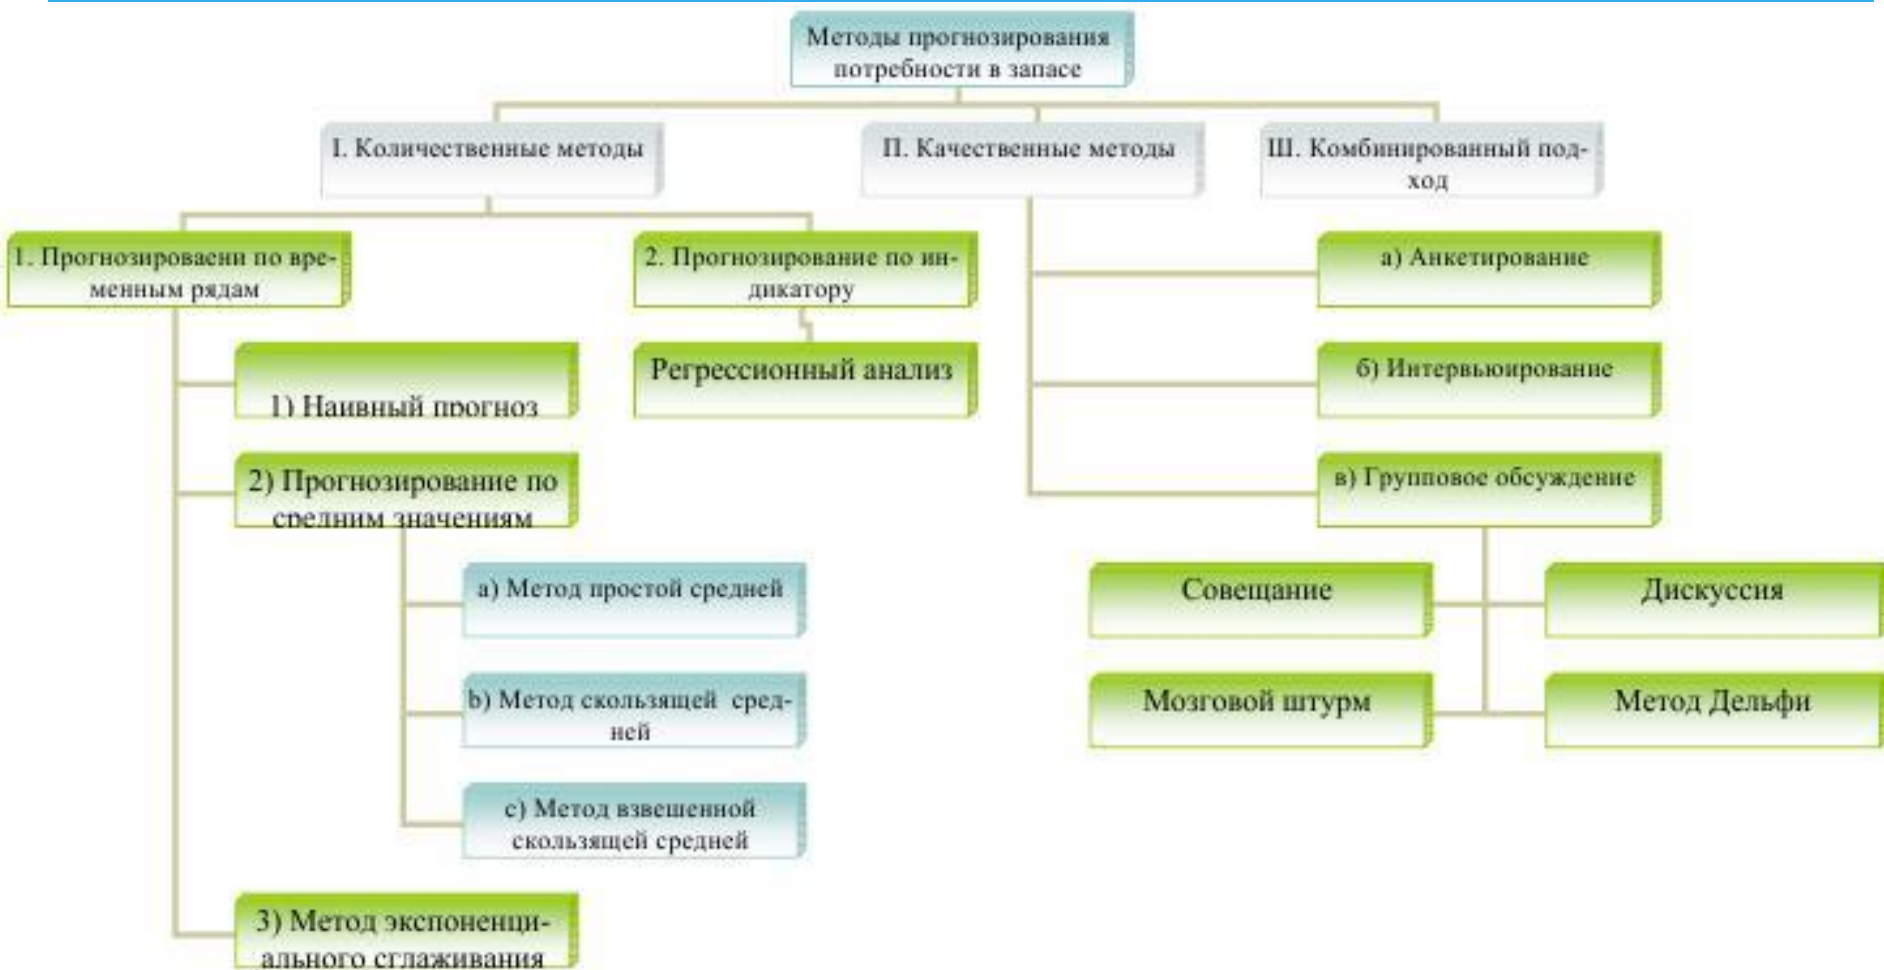 Методы прогнозирования
потребности в запасе
I. Количественные методы
П. Качественные методы
Ш. Комбинированный под-
ход
1. Прогнозироваени по вре-
менным рядам
2. Прогнозирование по ин-
дикатору
а) Анкетирование
1) Наивный прогноз
Регрессионный анализ
б) Интервьюирование
2) Прогнозирование по
средним значениям
в) Групповое обсуждение
a) Метод простой средней
Совещание
Дискуссия
b) Метод скользящей сред-
ней
Мозговой штурм
Метод Дельфи
c) Метод взвешенной
скользящей средней
3) Метод экспоненци-
ального сглаживания